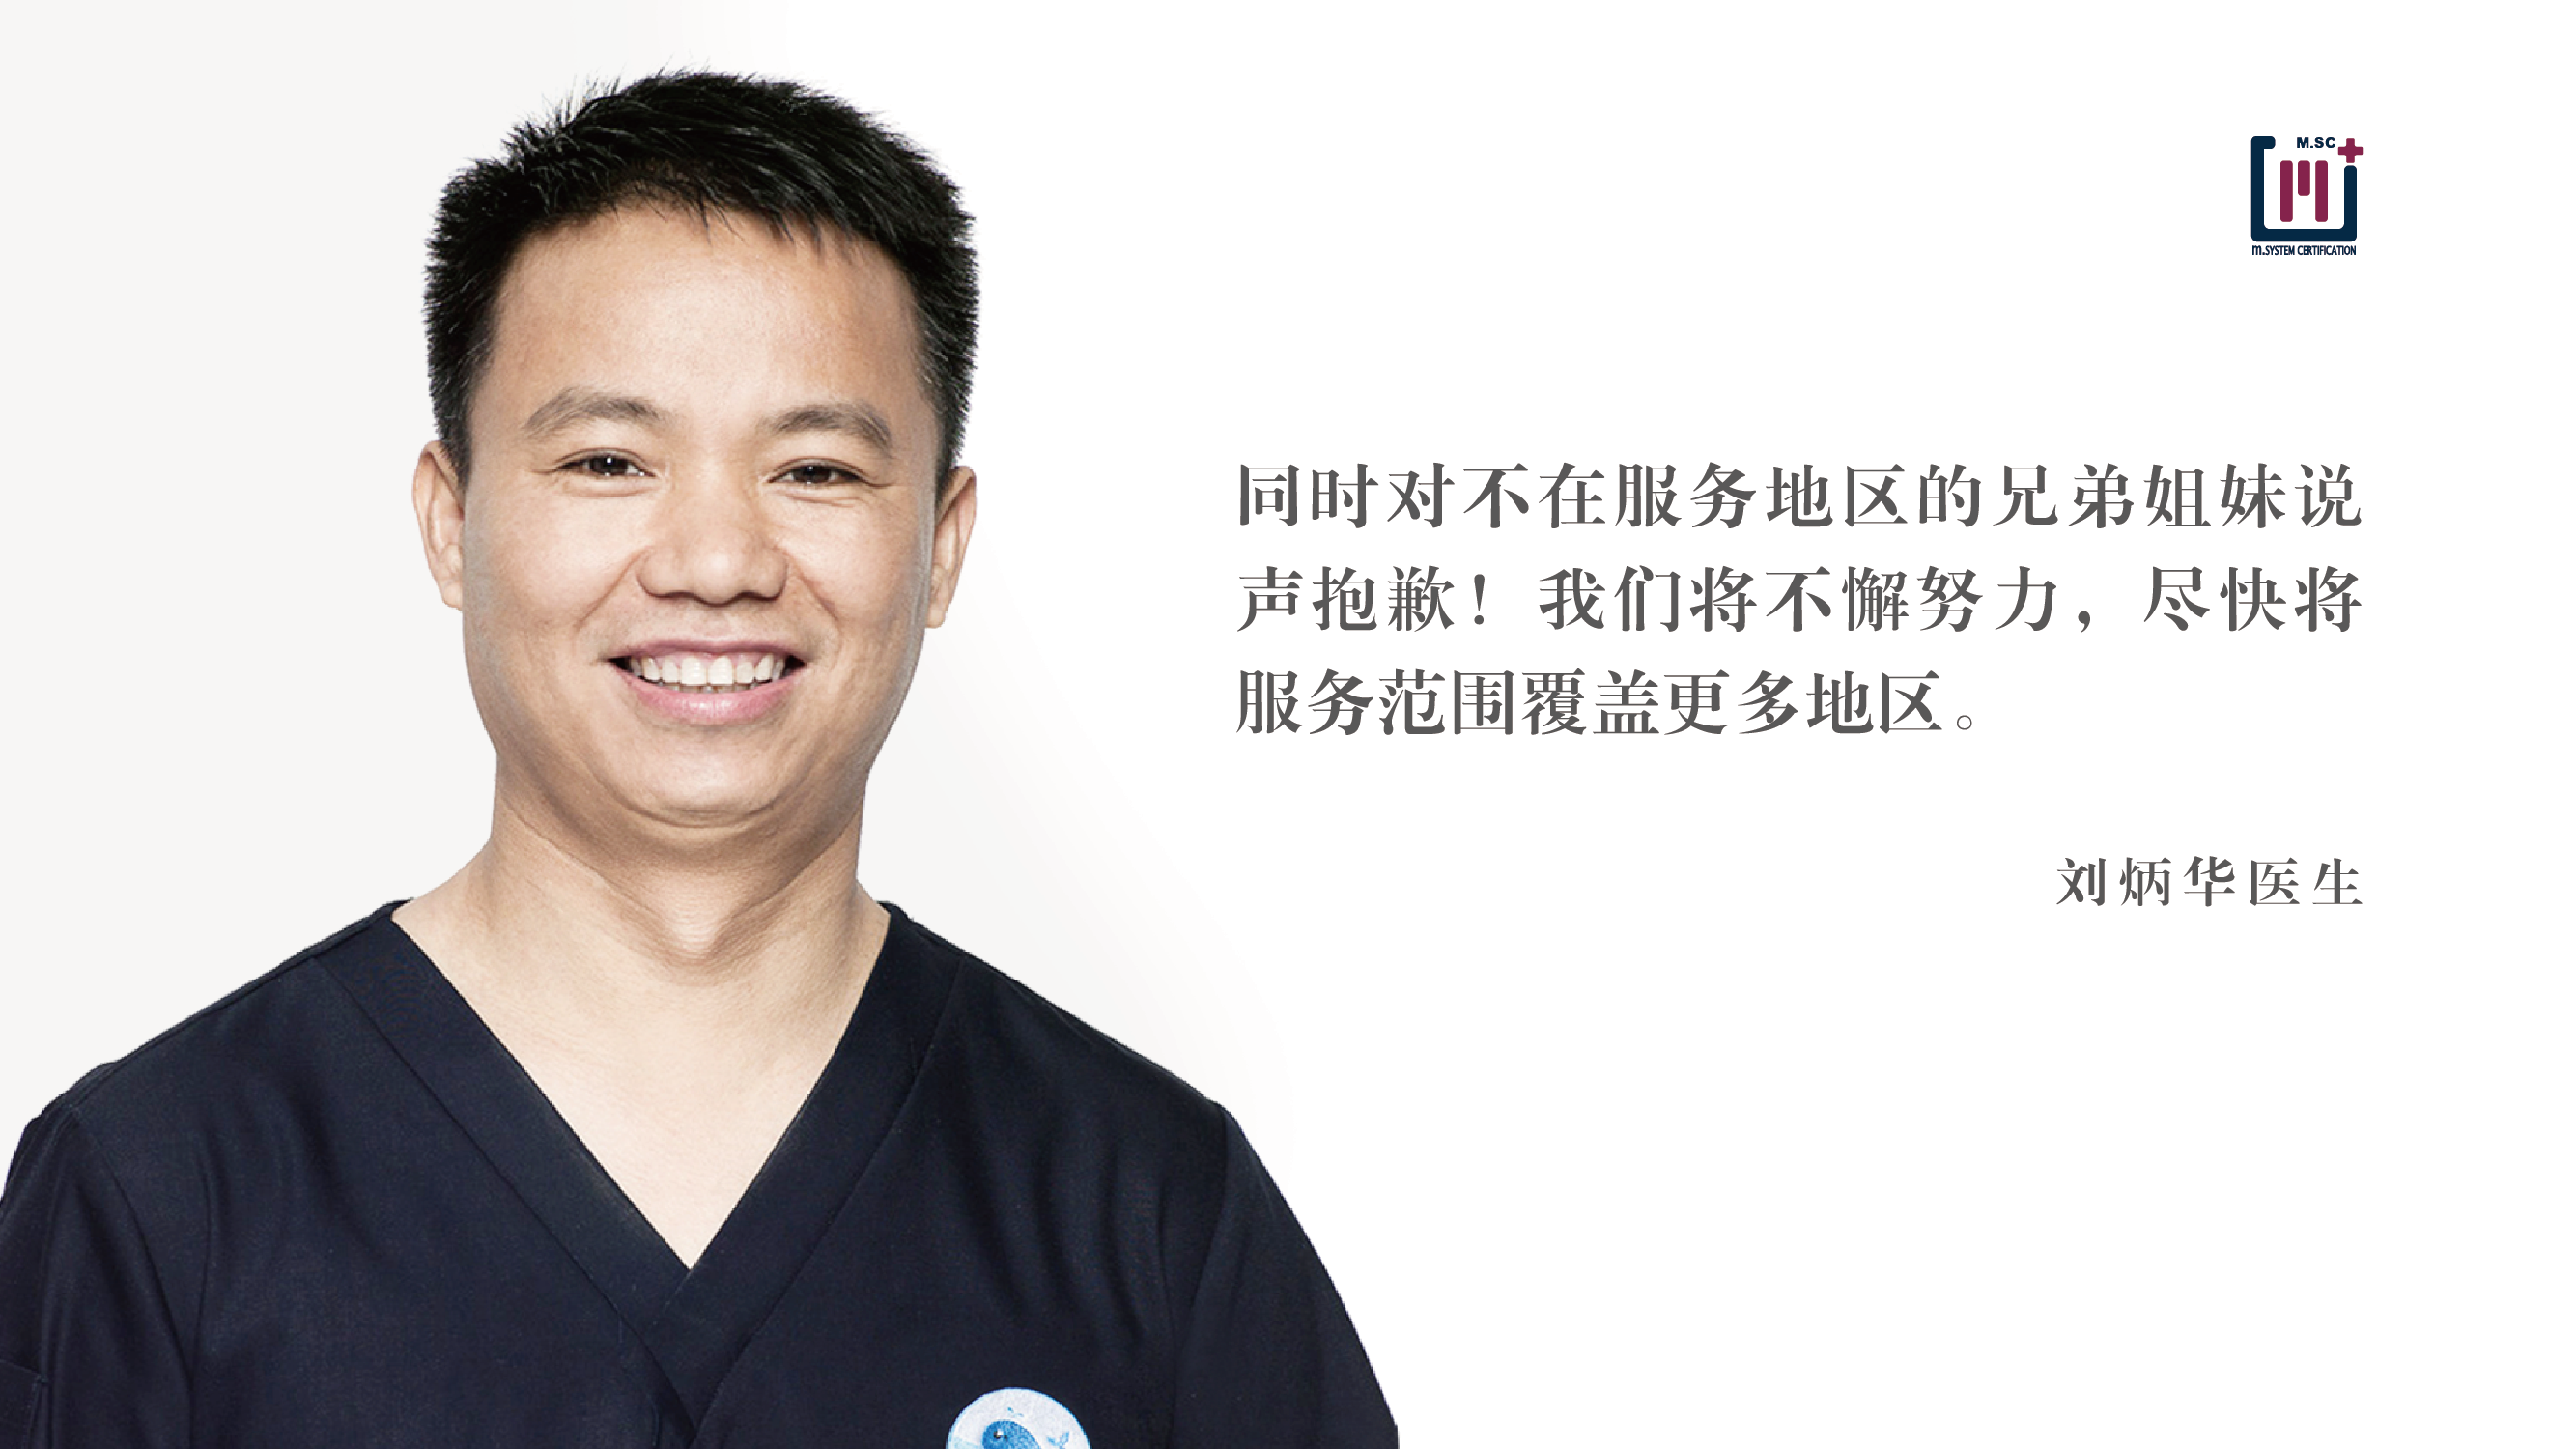 M.SC
m.SYSTEM CERTIFICATION
同时对不在服务地区的兄弟姐妹说
声抱歉！我们将不懈努力，尽快将
服务范围覆盖更多地区。
刘炳华医生